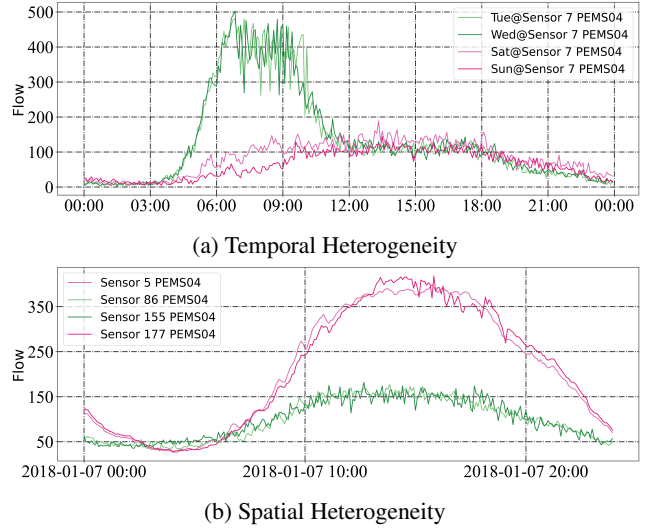 500
400
300
200
100
0
Flow
Tue@Sensor 7 PEMS04
Wed@Sensor 7 PEMS04
Sat@Sensor 7 PEMS04
Sun@Sensor 7 PEMS04
00:00 03:00 06:00 09:00 12:00 15:00 18:00 21:00 00:00
(a) Temporal Heterogeneity
350
250
150
50
Flow
Sensor 5 PEMS04
Sensor 86 PEMS04
Sensor 155 PEMS04
Sensor 177 PEMS04
2018-01-07 00:00 2018-01-07 10:00 2018-01-07 20:00
(b) Spatial Heterogeneity